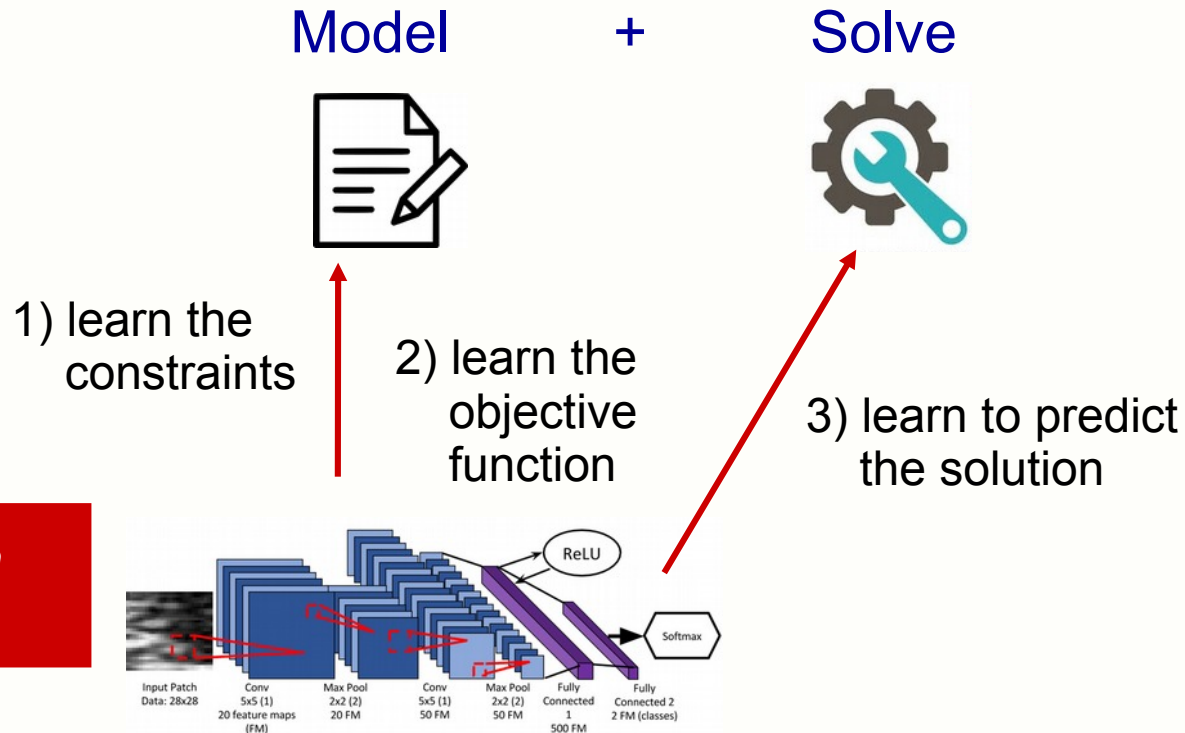 Model + Solve
1) learn the
constraints
2) learn the
objective
function
3) learn to predict
the solution
ReLU
Softmax
Input Patch
Data: 28x28
Conv
5x5 (1)
20 feature maps
(FM)
Max Pool
2x2 (2)
20 FM
Conv
5x5 (1)
50 FM
Max Pool
2x2 (2)
50 FM
Fully
Connected
1
500 FM
Fully
Connected 2
2 FM (classes)